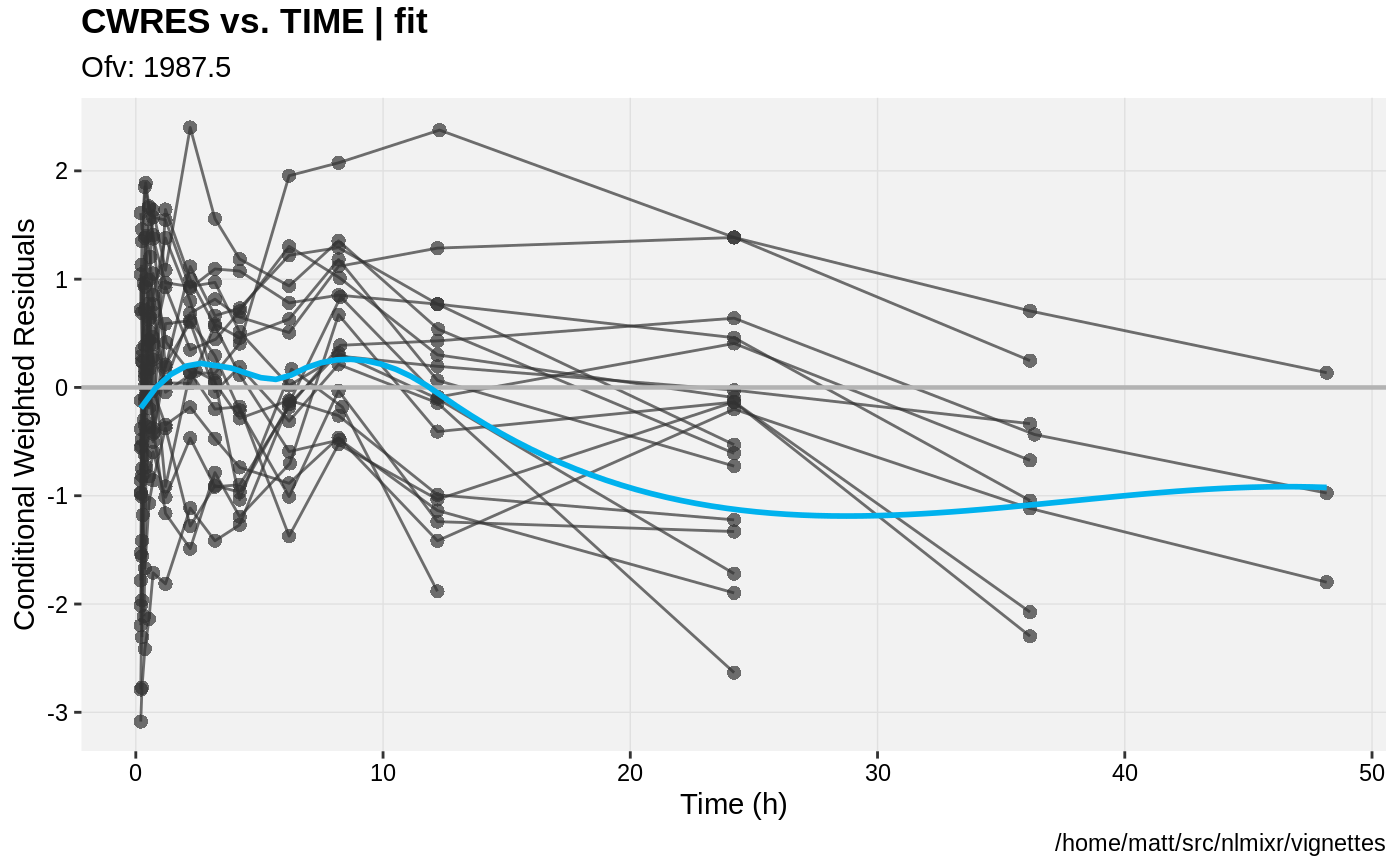 CWRES vs. TIME | fit
Ofv: 1987.5
Conditional Weighted Residuals
2
1
0
-1
-2
-3
0 10 20 30 40 50
Time (h)
/home/matt/src/nlmixr/vignettes